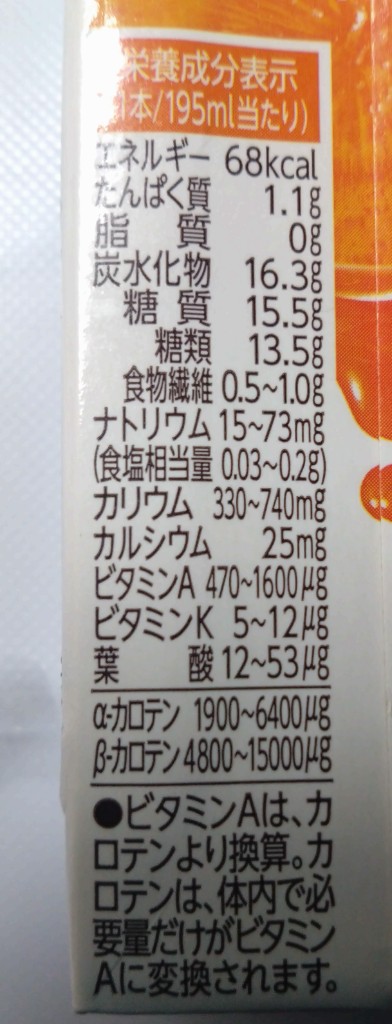 栄養成分表示
(1本/195ml当たり)
エネルギー 68kcal
たんぱく質 1.1g
脂質 0g
炭水化物 16.3g
糖質 15.5g
糖類 13.5g
食物繊維 0.5~1.0g
ナトリウム 15~73mg
(食塩相当量 0.03~0.2g)
カリウム 330~740mg
カルシウム 25mg
ビタミンA 470~1600μg
ビタミンK 5~12μg
葉酸 12~53μg
α-カロテン 1900~6400μg
β-カロテン 4800~15000μg
●ビタミンAは、カ
ロテンより換算。カ
ロテンは、体内で必
要量だけがビタミン
Aに変換されます。